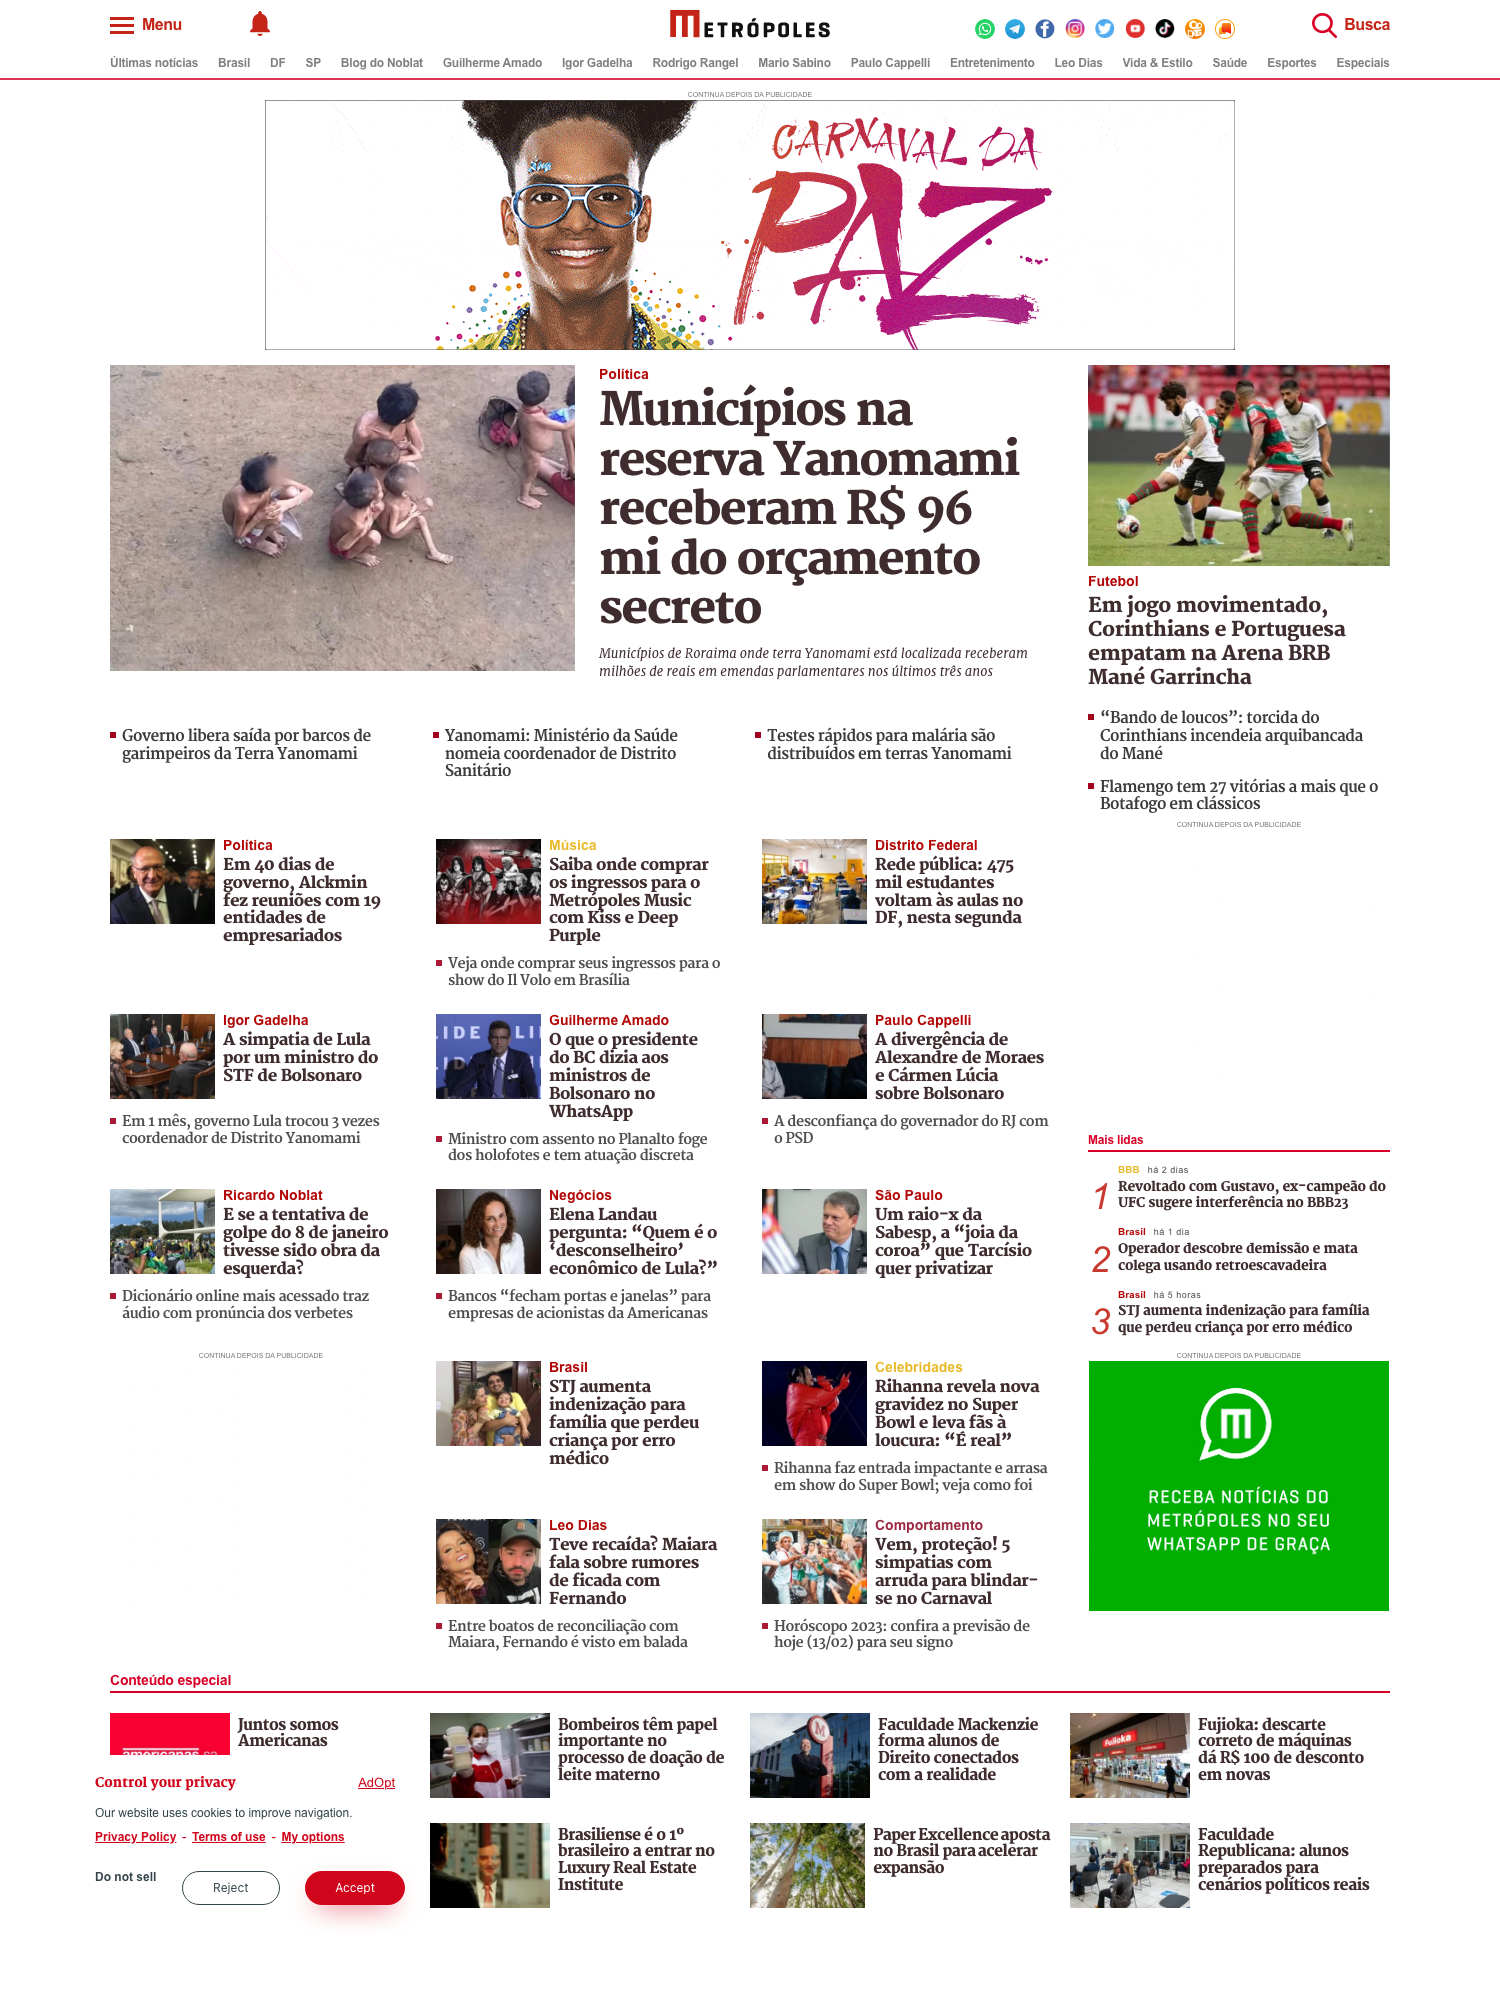 Menu
METRÓPOLES
Busca
Últimas notícias Brasil DF SP Blog do Noblat Guilherme Amado Igor Gadelha Rodrigo Rangel Mario Sabino Paulo Cappelli Entretenimento Leo Dias Vida & Estilo Saúde Esportes Especiais
CONTINUA DEPOIS DA PUBLICIDADE
CARNAVAL DA
PAZ
Política
Municípios na
reserva Yanomami
receberam R$ 96
mi do orçamento
secreto
Municípios de Roraima onde terra Yanomami está localizada receberam
milhões de reais em emendas parlamentares nos últimos três anos
Futebol
Em jogo movimentado,
Corinthians e Portuguesa
empatam na Arena BRB
Mané Garrincha
“Bando de loucos”: torcida do
Corinthians incendeia arquibancada
do Mané
Flamengo tem 27 vitórias a mais que o
Botafogo em clássicos
CONTINUA DEPOIS DA PUBLICIDADE
Governo libera saída por barcos de
garimpeiros da Terra Yanomami
Yanomami: Ministério da Saúde
nomeia coordenador de Distrito
Sanitário
Testes rápidos para malária são
distribuídos em terras Yanomami
Política
Em 40 dias de
governo, Alckmin
fez reuniões com 19
entidades de
empresariados
Música
Saiba onde comprar
os ingressos para o
Metrópoles Music
com Kiss e Deep
Purple
Veja onde comprar seus ingressos para o
show do Il Volo em Brasília
Distrito Federal
Rede pública: 475
mil estudantes
voltam às aulas no
DF, nesta segunda
Igor Gadelha
A simpatia de Lula
por um ministro do
STF de Bolsonaro
Em 1 mês, governo Lula trocou 3 vezes
coordenador de Distrito Yanomami
LIDE
Guilherme Amado
O que o presidente
do BC dizia aos
ministros de
Bolsonaro no
WhatsApp
Ministro com assento no Planalto foge
dos holofotes e tem atuação discreta
Paulo Cappelli
A divergência de
Alexandre de Moraes
e Cármen Lúcia
sobre Bolsonaro
A desconfiança do governador do RJ com
o PSD
Ricardo Noblat
E se a tentativa de
golpe do 8 de janeiro
tivesse sido obra da
esquerda?
Dicionário online mais acessado traz
áudio com pronúncia dos verbetes
Negócios
Elena Landau
pergunta: “Quem é o
‘desconselheiro’
econômico de Lula?”
Bancos “fecham portas e janelas” para
empresas de acionistas da Americanas
São Paulo
Um raio-x da
Sabesp, a “joia da
coroa” que Tarcísio
quer privatizar
Mais lidas
BBB há 2 dias
1 Revoltado com Gustavo, ex-campeão do
UFC sugere interferência no BBB23
Brasil há 1 dia
2 Operador descobre demissão e mata
colega usando retroescavadeira
Brasil há 5 horas
3 STJ aumenta indenização para família
que perdeu criança por erro médico
CONTINUA DEPOIS DA PUBLICIDADE
CONTINUA DEPOIS DA PUBLICIDADE
Brasil
STJ aumenta
indenização para
família que perdeu
criança por erro
médico
Celebridades
Rihanna revela nova
gravidez no Super
Bowl e leva fãs à
loucura: “É real”
Rihanna faz entrada impactante e arrasa
em show do Super Bowl; veja como foi
M
RECEBA NOTÍCIAS DO
METRÓPOLES NO SEU
WHATSAPP DE GRAÇA
Leo Dias
Teve recaída? Maiara
fala sobre rumores
de ficada com
Fernando
Entre boatos de reconciliação com
Maiara, Fernando é visto em balada
Comportamento
Vem, proteção! 5
simpatias com
arruda para blindar-
se no Carnaval
Horóscopo 2023: confira a previsão de
hoje (13/02) para seu signo
Conteúdo especial
americanas sa
Juntos somos
Americanas
Bombeiros têm papel
importante no
processo de doação de
leite materno
M
Faculdade Mackenzie
forma alunos de
Direito conectados
com a realidade
Fujioka
Fujioka: descarte
correto de máquinas
dá R$ 100 de desconto
em novas
Control your privacy
AdOpt
Our website uses cookies to improve navigation.
Privacy Policy - Terms of use - My options
Do not sell
Reject
Accept
Brasiliense é o 1º
brasileiro a entrar no
Luxury Real Estate
Institute
Paper Excellence aposta
no Brasil para acelerar
expansão
Faculdade
Republicana: alunos
preparados para
cenários políticos reais